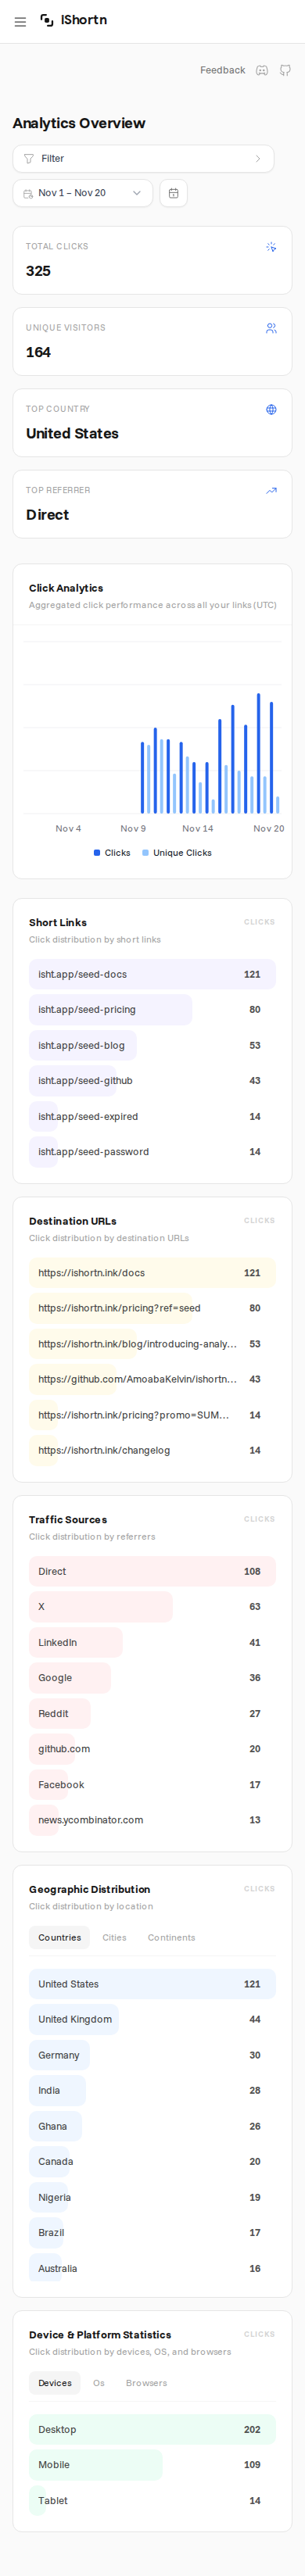 IShortn
Feedback
Analytics Overview
Filter
Nov 1 – Nov 20
TOTAL CLICKS
325
UNIQUE VISITORS
164
TOP COUNTRY
United States
TOP REFERRER
Direct
Click Analytics
Aggregated click performance across all your links (UTC)
Nov 4 Nov 9 Nov 14 Nov 20
Clicks Unique Clicks
Short Links CLICKS
Click distribution by short links
isht.app/seed-docs 121
isht.app/seed-pricing 80
isht.app/seed-blog 53
isht.app/seed-github 43
isht.app/seed-expired 14
isht.app/seed-password 14
Destination URLs CLICKS
Click distribution by destination URLs
https://ishortn.ink/docs 121
https://ishortn.ink/pricing?ref=seed 80
https://ishortn.ink/blog/introducing-analy... 53
https://github.com/AmoabaKelvin/ishortn... 43
https://ishortn.ink/pricing?promo=SUM... 14
https://ishortn.ink/changelog 14
Traffic Sources CLICKS
Click distribution by referrers
Direct 108
X 63
LinkedIn 41
Google 36
Reddit 27
github.com 20
Facebook 17
news.ycombinator.com 13
Geographic Distribution CLICKS
Click distribution by location
Countries Cities Continents
United States 121
United Kingdom 44
Germany 30
India 28
Ghana 26
Canada 20
Nigeria 19
Brazil 17
Australia 16
Device & Platform Statistics CLICKS
Click distribution by devices, OS, and browsers
Devices Os Browsers
Desktop 202
Mobile 109
Tablet 14